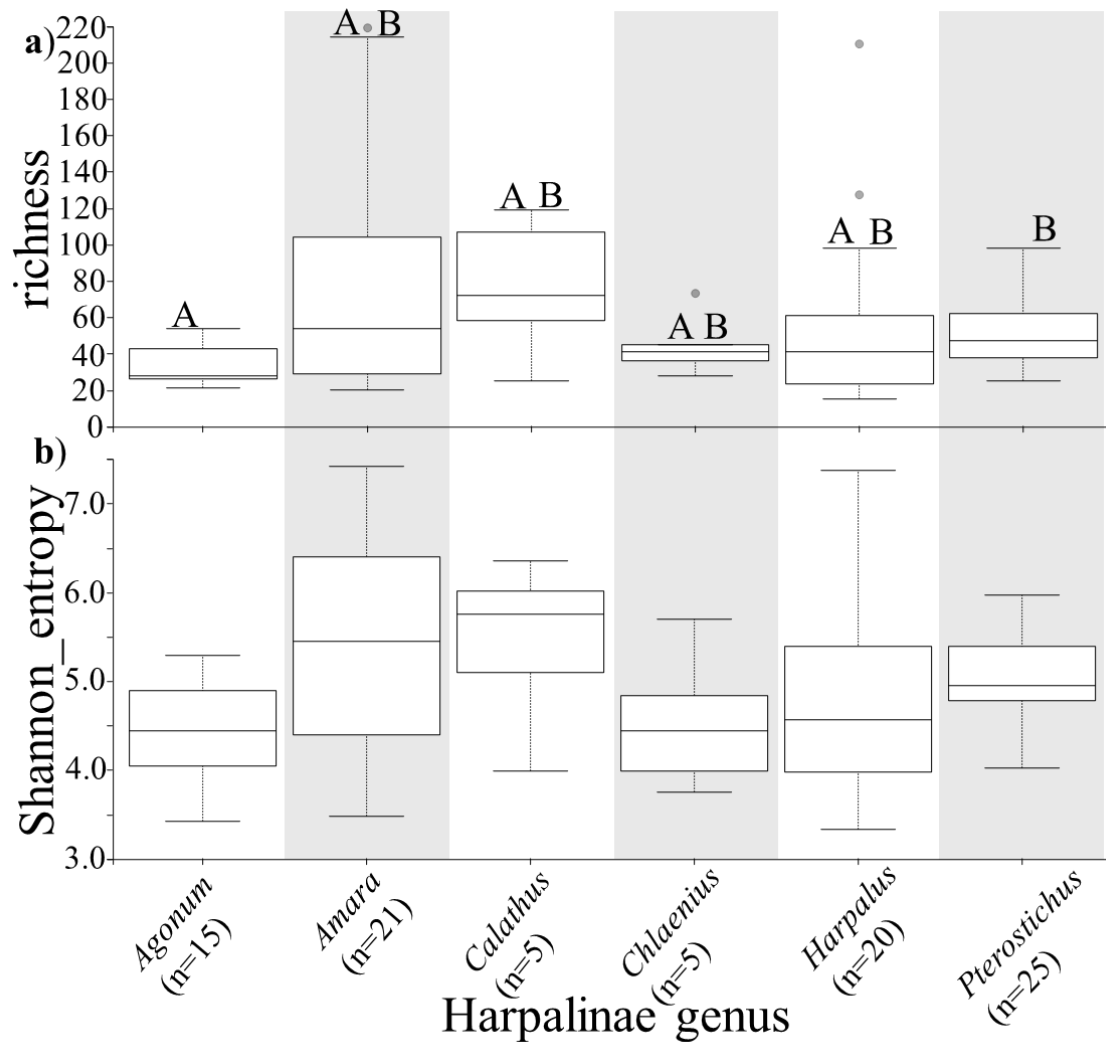 a)
richness
220
200
180
160
140
120
100
80
60
40
20
0
A
A B
A B
A B
A B
B
b)
Shannon_entropy
7.0
6.0
5.0
4.0
3.0
Agonum
(n=15)
Amara
(n=21)
Calathus
(n=5)
Chlaenius
(n=5)
Harpalus
(n=20)
Pterostichus
(n=25)
Harpalinae genus